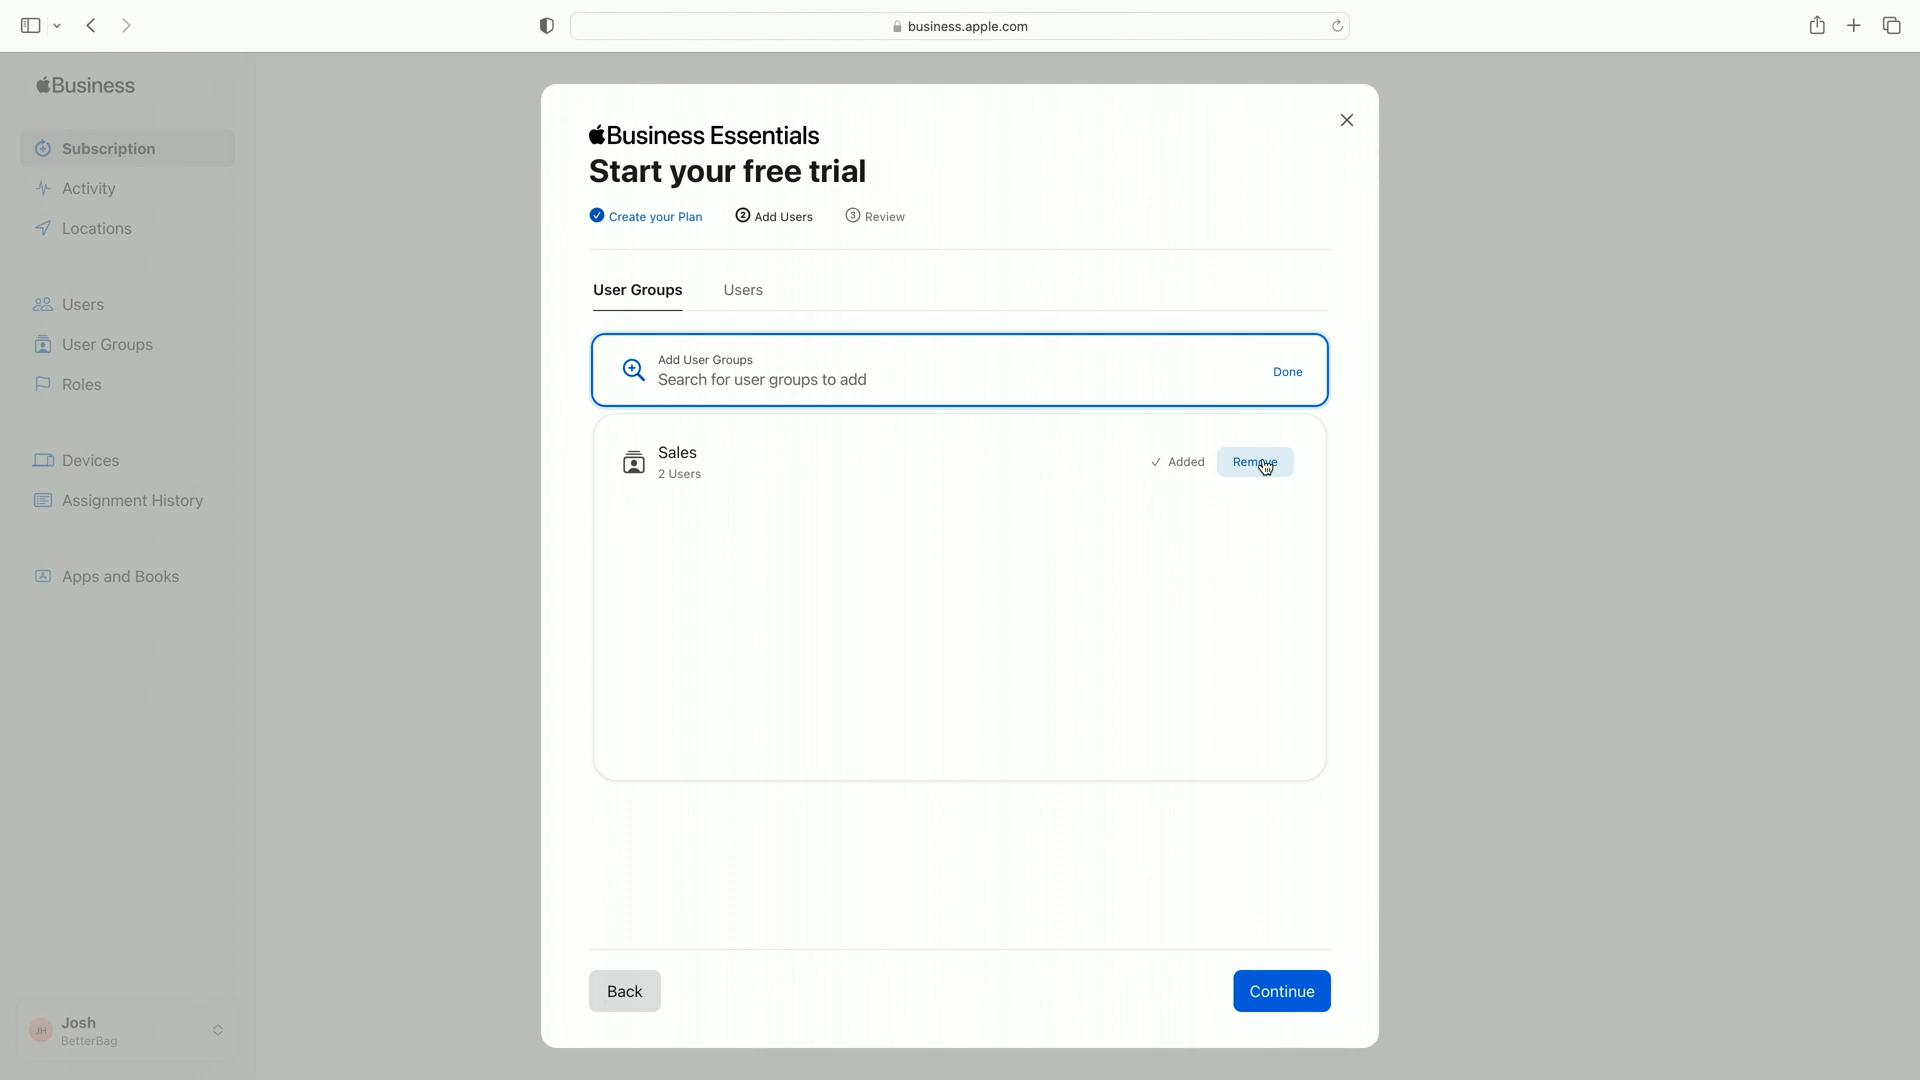 business.apple.com
Business
Subscription
Activity
Locations
Users
User Groups
Roles
Devices
Assignment History
Apps and Books
JH
Josh
BetterBag
Business Essentials
Start your free trial
Create your Plan
2 Add Users
3 Review
User Groups
Users
Add User Groups
Search for user groups to add
Done
Sales
2 Users
Added
Remove
Back
Continue